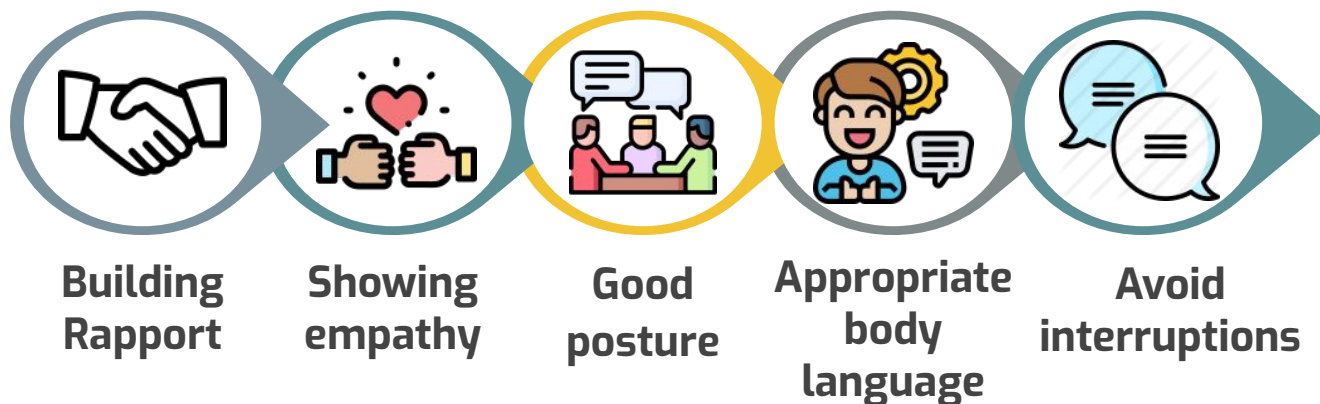 Building
Rapport
Showing
empathy
Good
posture
Appropriate
body
language
Avoid
interruptions